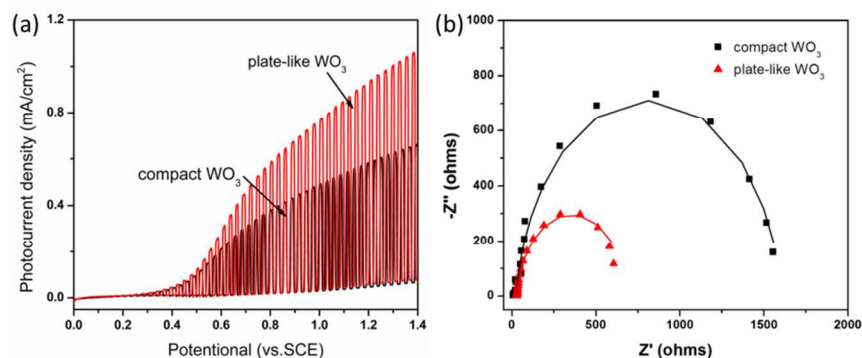 (a)
Photocurrent density (mA/cm²)
1.2
0.8
0.4
0.0
plate-like WO₃
compact WO₃
0.0 0.2 0.4 0.6 0.8 1.0 1.2 1.4
Potentional (vs.SCE)
(b)
-Z'' (ohms)
1000
800
600
400
200
0
compact WO₃
plate-like WO₃
0 500 1000 1500 2000
Z' (ohms)